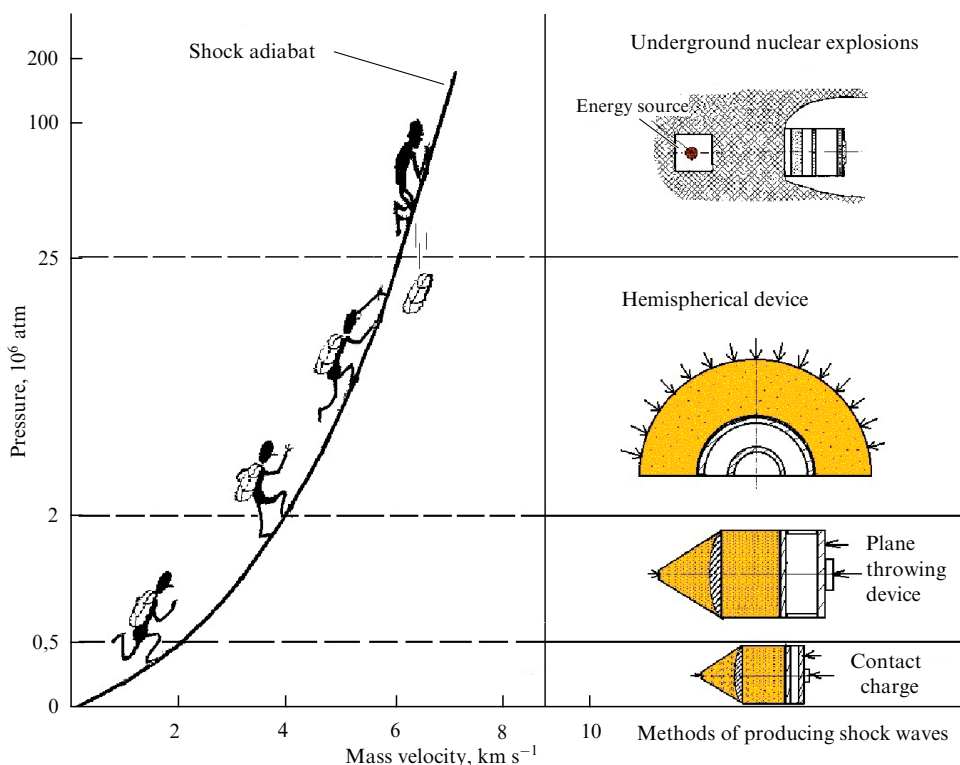 Shock adiabat
Underground nuclear explosions
Energy source
Hemispherical device
Plane
throwing
device
Contact
charge
200
100
25
2
0,5
0
Pressure, 10⁶ atm
2 4 6 8 10
Mass velocity, km s⁻¹
Methods of producing shock waves